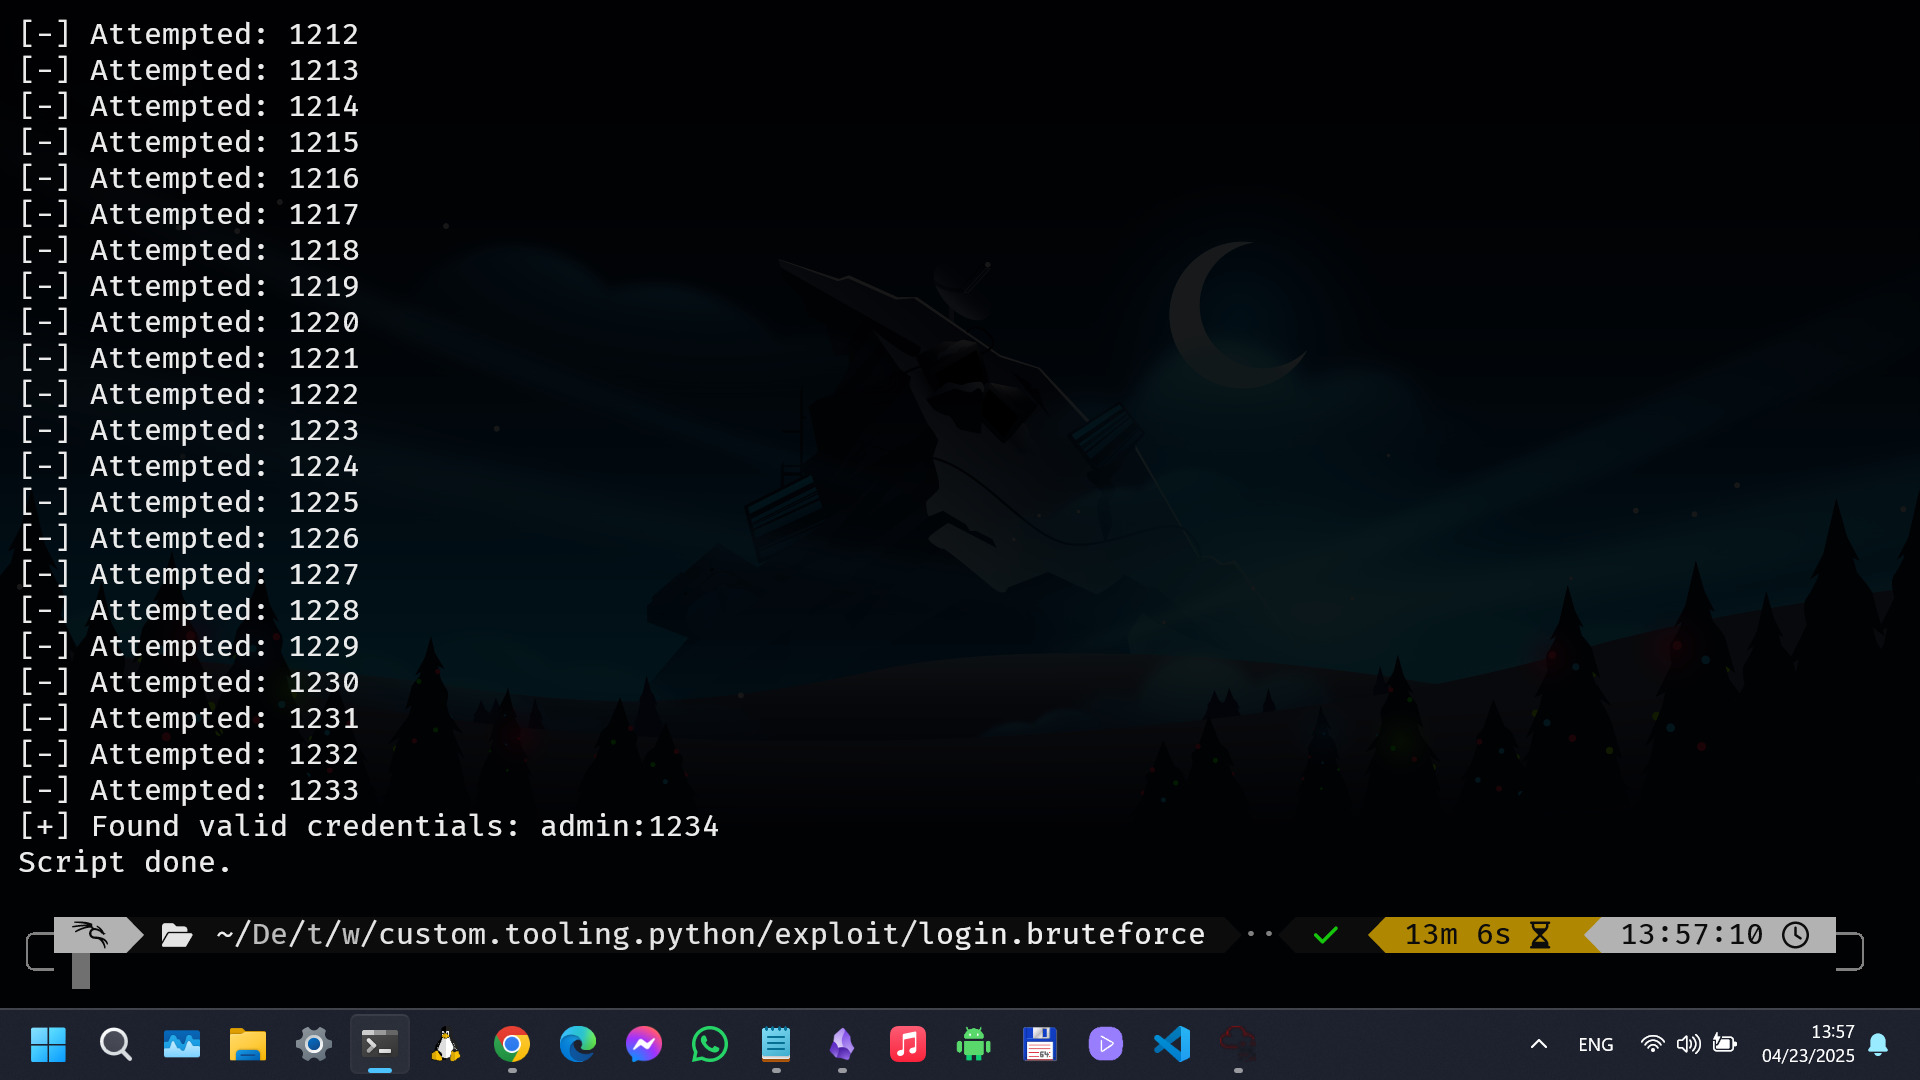 [-] Attempted: 1212
[-] Attempted: 1213
[-] Attempted: 1214
[-] Attempted: 1215
[-] Attempted: 1216
[-] Attempted: 1217
[-] Attempted: 1218
[-] Attempted: 1219
[-] Attempted: 1220
[-] Attempted: 1221
[-] Attempted: 1222
[-] Attempted: 1223
[-] Attempted: 1224
[-] Attempted: 1225
[-] Attempted: 1226
[-] Attempted: 1227
[-] Attempted: 1228
[-] Attempted: 1229
[-] Attempted: 1230
[-] Attempted: 1231
[-] Attempted: 1232
[-] Attempted: 1233
[+] Found valid credentials: admin:1234
Script done.
~/De/t/w/custom.tooling.python/exploit/login.bruteforce ·· 13m 6s 13:57:10
64
ENG
13:57
04/23/2025